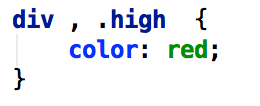 div , .high  {
    color: red;
}